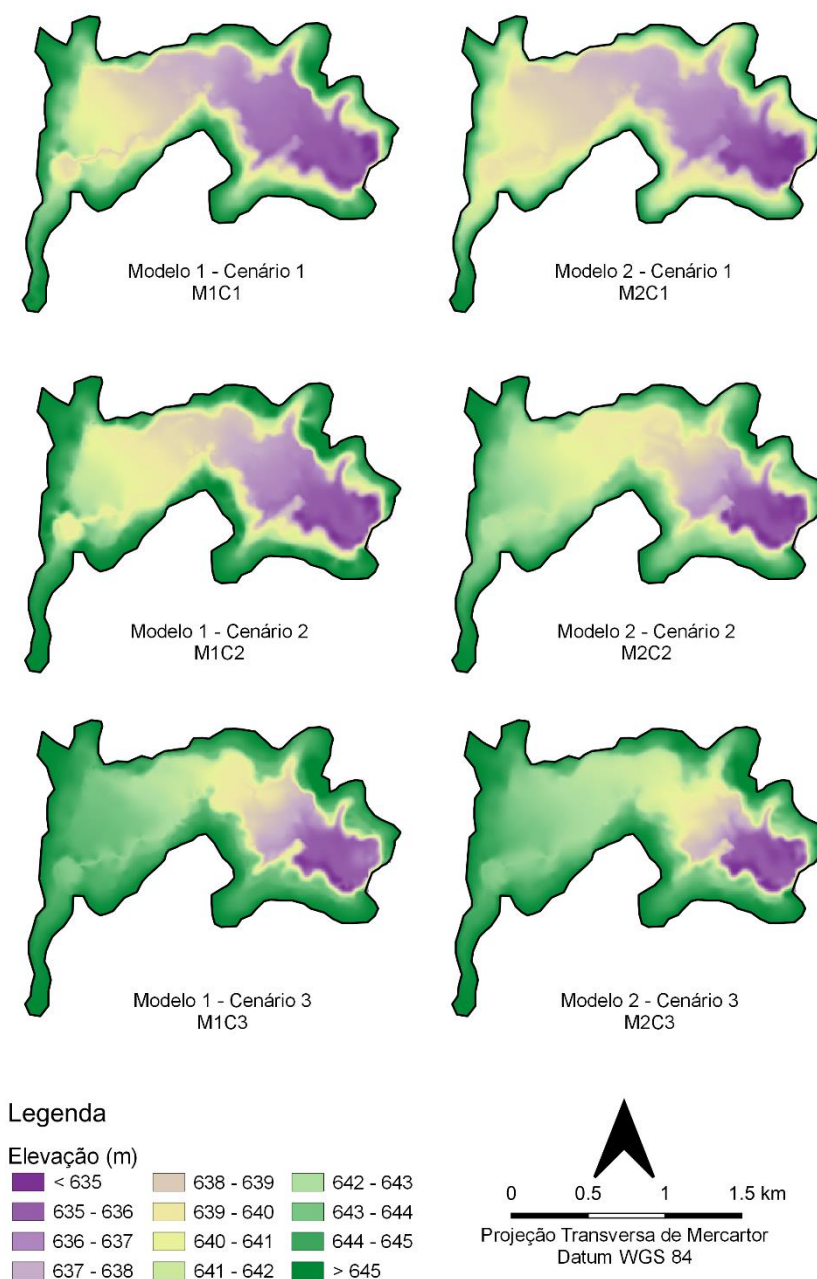 Modelo 1 - Cenário 1
M1C1
Modelo 2 - Cenário 1
M2C1
Modelo 1 - Cenário 2
M1C2
Modelo 2 - Cenário 2
M2C2
Modelo 1 - Cenário 3
M1C3
Modelo 2 - Cenário 3
M2C3
Legenda
Elevação (m)
< 635
635 - 636
636 - 637
637 - 638
638 - 639
639 - 640
640 - 641
641 - 642
642 - 643
643 - 644
644 - 645
> 645
0 0.5 1 1.5 km
Projeção Transversa de Mercartor
Datum WGS 84